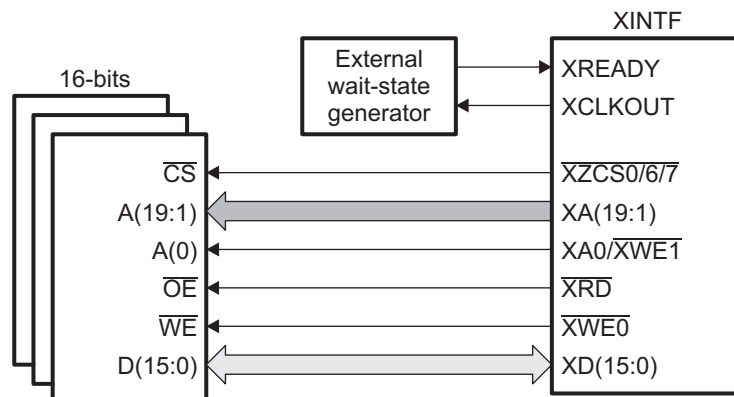 XINTF
16-bits
External
wait-state
generator
XREADY
XCLKOUT
CS
XZCS0/6/7
A(19:1)
XA(19:1)
A(0)
XA0/XWE1
OE
XRD
WE
XWE0
D(15:0)
XD(15:0)